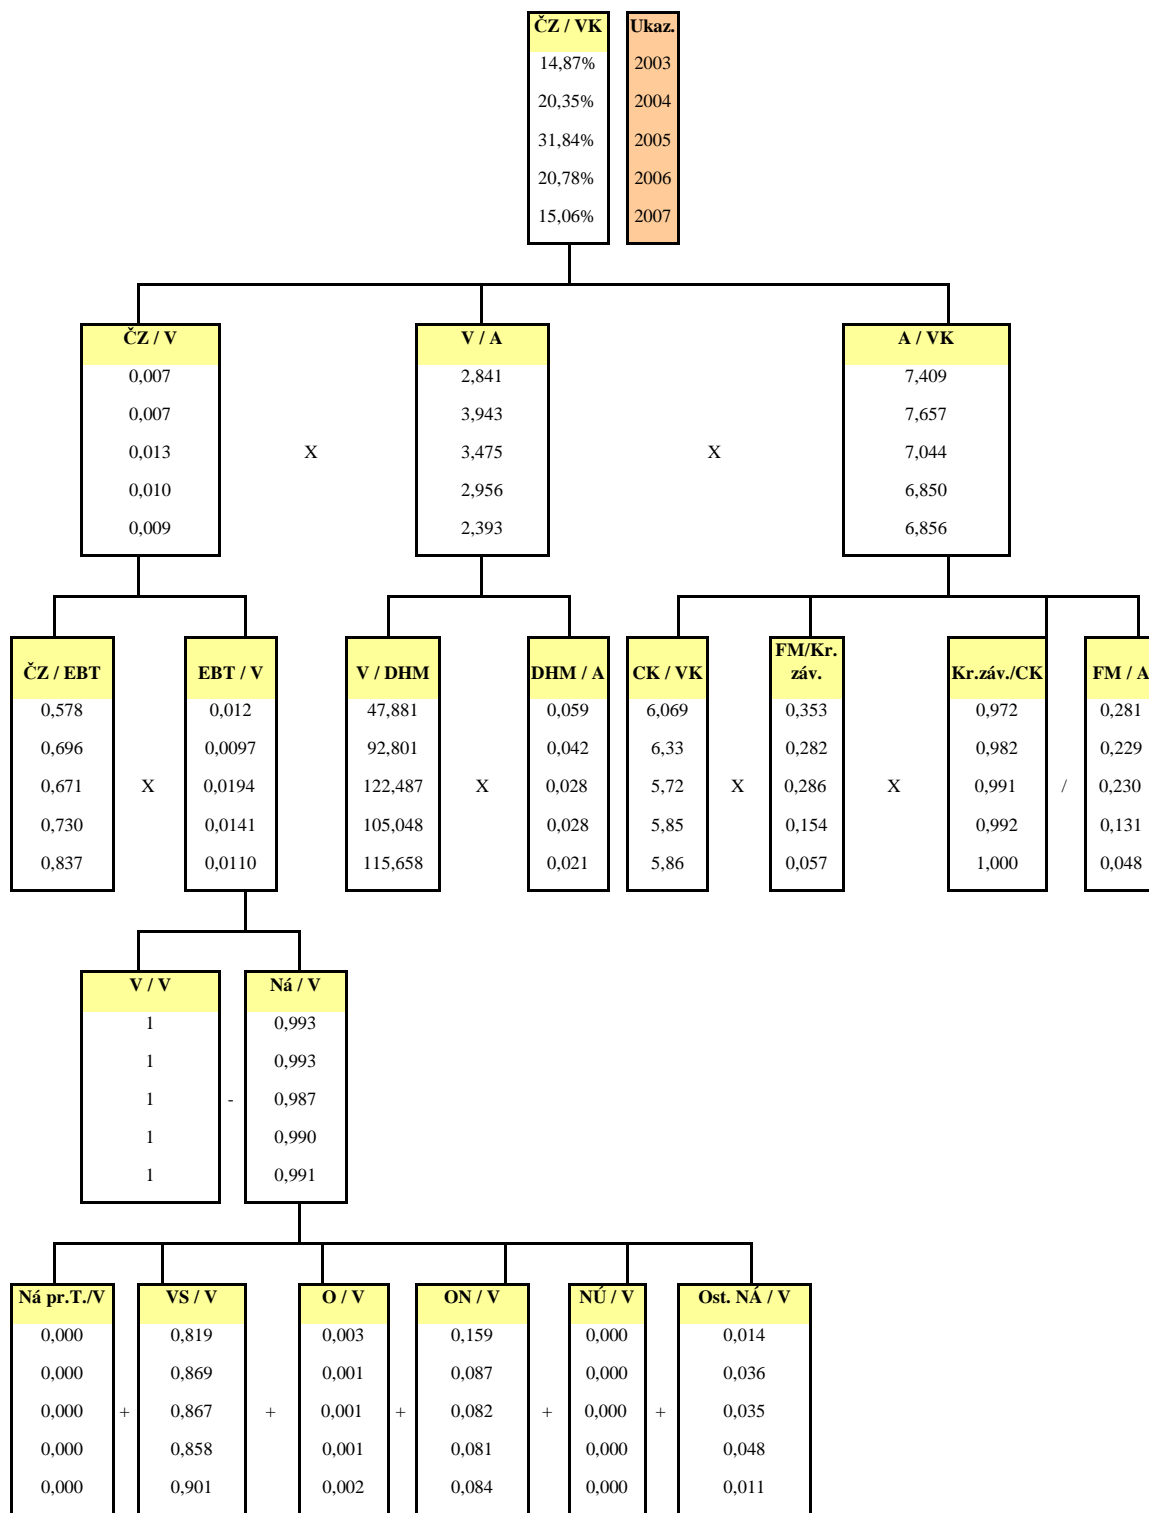 ČZ / VK Ukaz.
14,87% 2003
20,35% 2004
31,84% 2005
20,78% 2006
15,06% 2007
ČZ / V V / A A / VK
0,007 2,841 7,409
0,007 3,943 7,657
0,013 X 3,475 X 7,044
0,010 2,956 6,850
0,009 2,393 6,856
ČZ / EBT EBT / V V / DHM DHM / A CK / VK FM/Kr. záv. Kr.záv./CK FM / A
0,578 0,012 47,881 0,059 6,069 0,353 0,972 0,281
0,696 0,0097 92,801 0,042 6,33 0,282 0,982 0,229
0,671 X 0,0194 122,487 X 0,028 5,72 X 0,286 X 0,991 / 0,230
0,730 0,0141 105,048 0,028 5,85 0,154 0,992 0,131
0,837 0,0110 115,658 0,021 5,86 0,057 1,000 0,048
V / V Ná / V
1 0,993
1 0,993
1 - 0,987
1 0,990
1 0,991
Ná pr.T./V VS / V O / V ON / V NÚ / V Ost. NÁ / V
0,000 0,819 0,003 0,159 0,000 0,014
0,000 0,869 0,001 0,087 0,000 0,036
0,000 + 0,867 + 0,001 + 0,082 + 0,000 + 0,035
0,000 0,858 0,001 0,081 0,000 0,048
0,000 0,901 0,002 0,084 0,000 0,011